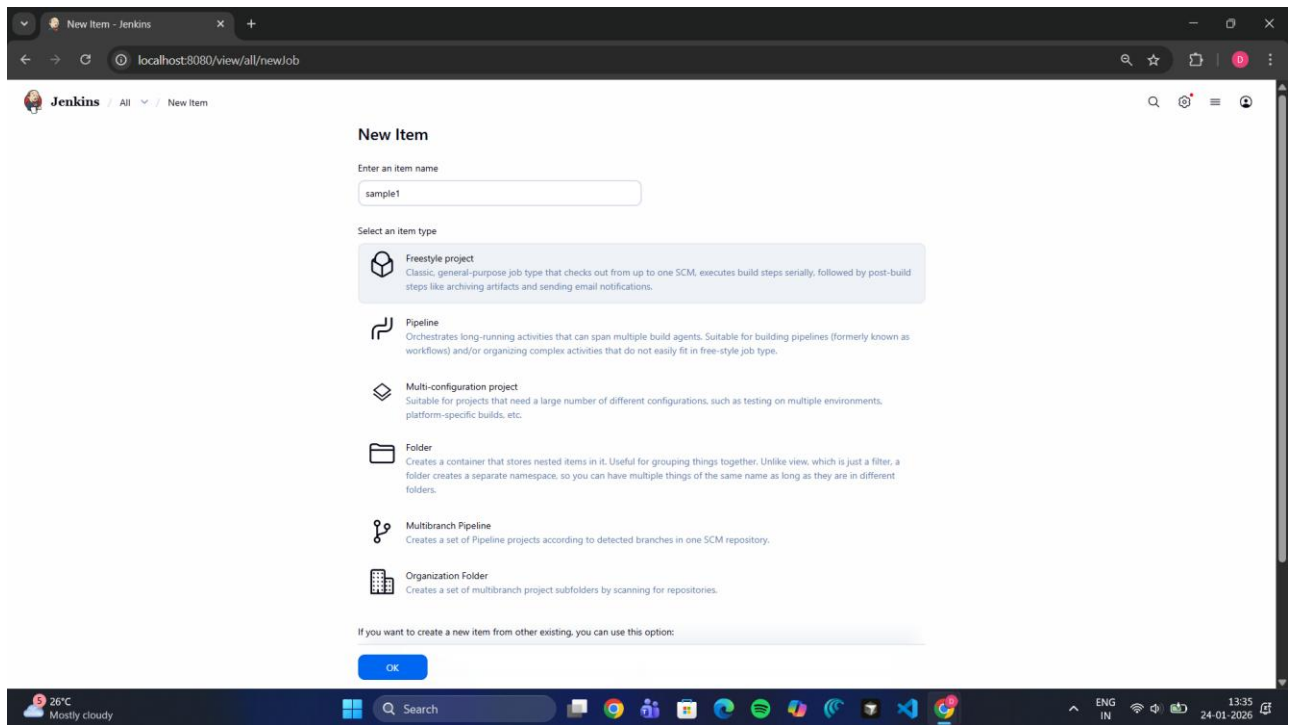 New Item - Jenkins
localhost:8080/view/all/newJob
D
Jenkins / All / New Item
New Item
Enter an item name
sample1
Select an item type
Freestyle project
Classic, general-purpose job type that checks out from up to one SCM, executes build steps serially, followed by post-build
steps like archiving artifacts and sending email notifications.
Pipeline
Orchestrates long-running activities that can span multiple build agents. Suitable for building pipelines (formerly known as
workflows) and/or organizing complex activities that do not easily fit in free-style job type.
Multi-configuration project
Suitable for projects that need a large number of different configurations, such as testing on multiple environments,
platform-specific builds, etc.
Folder
Creates a container that stores nested items in it. Useful for grouping things together. Unlike view, which is just a filter, a
folder creates a separate namespace, so you can have multiple things of the same name as long as they are in different
folders.
Multibranch Pipeline
Creates a set of Pipeline projects according to detected branches in one SCM repository.
Organization Folder
Creates a set of multibranch project subfolders by scanning for repositories.
If you want to create a new item from other existing, you can use this option:
OK
5
26°C
Mostly cloudy
Search
ENG
IN
13:35
24-01-2026